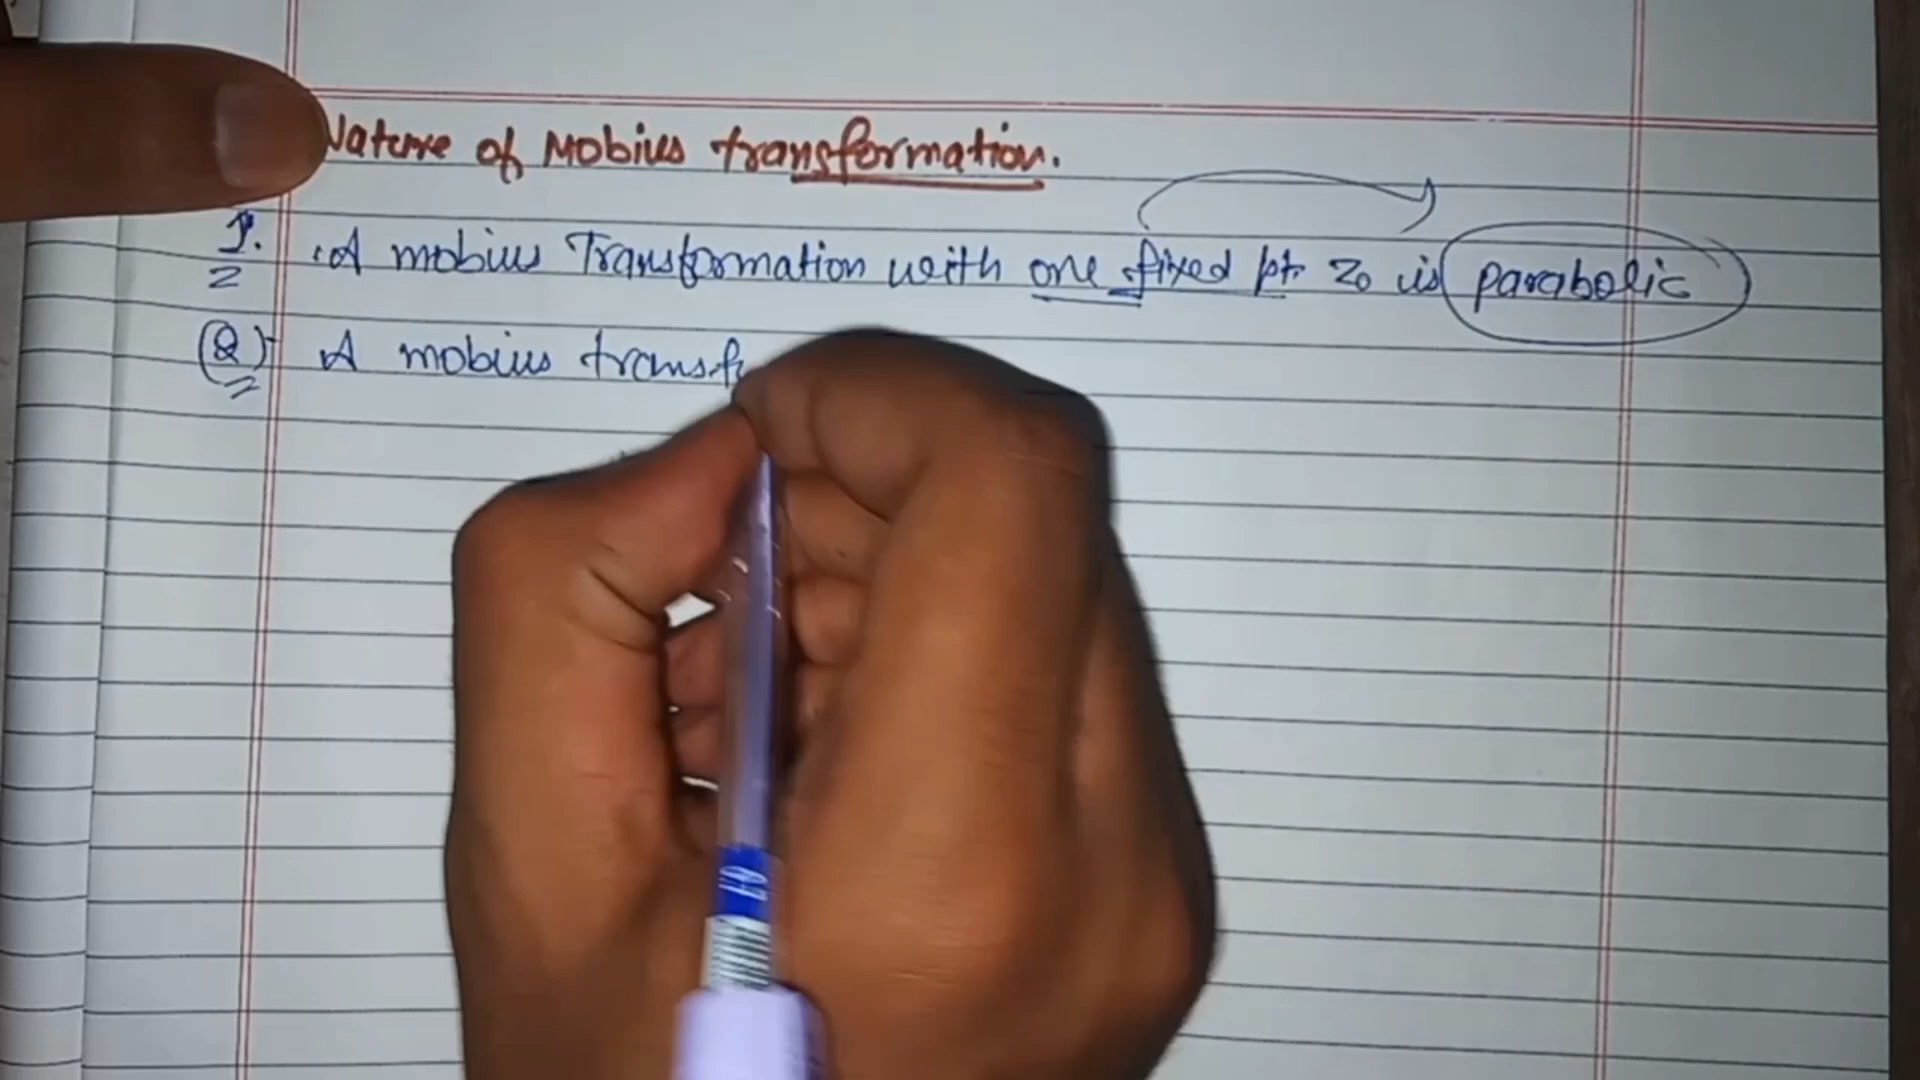 Nature of Mobius transformation.
1. A mobius Transformation with one fixed pt. z₀ is parabolic
(2) A mobius transf